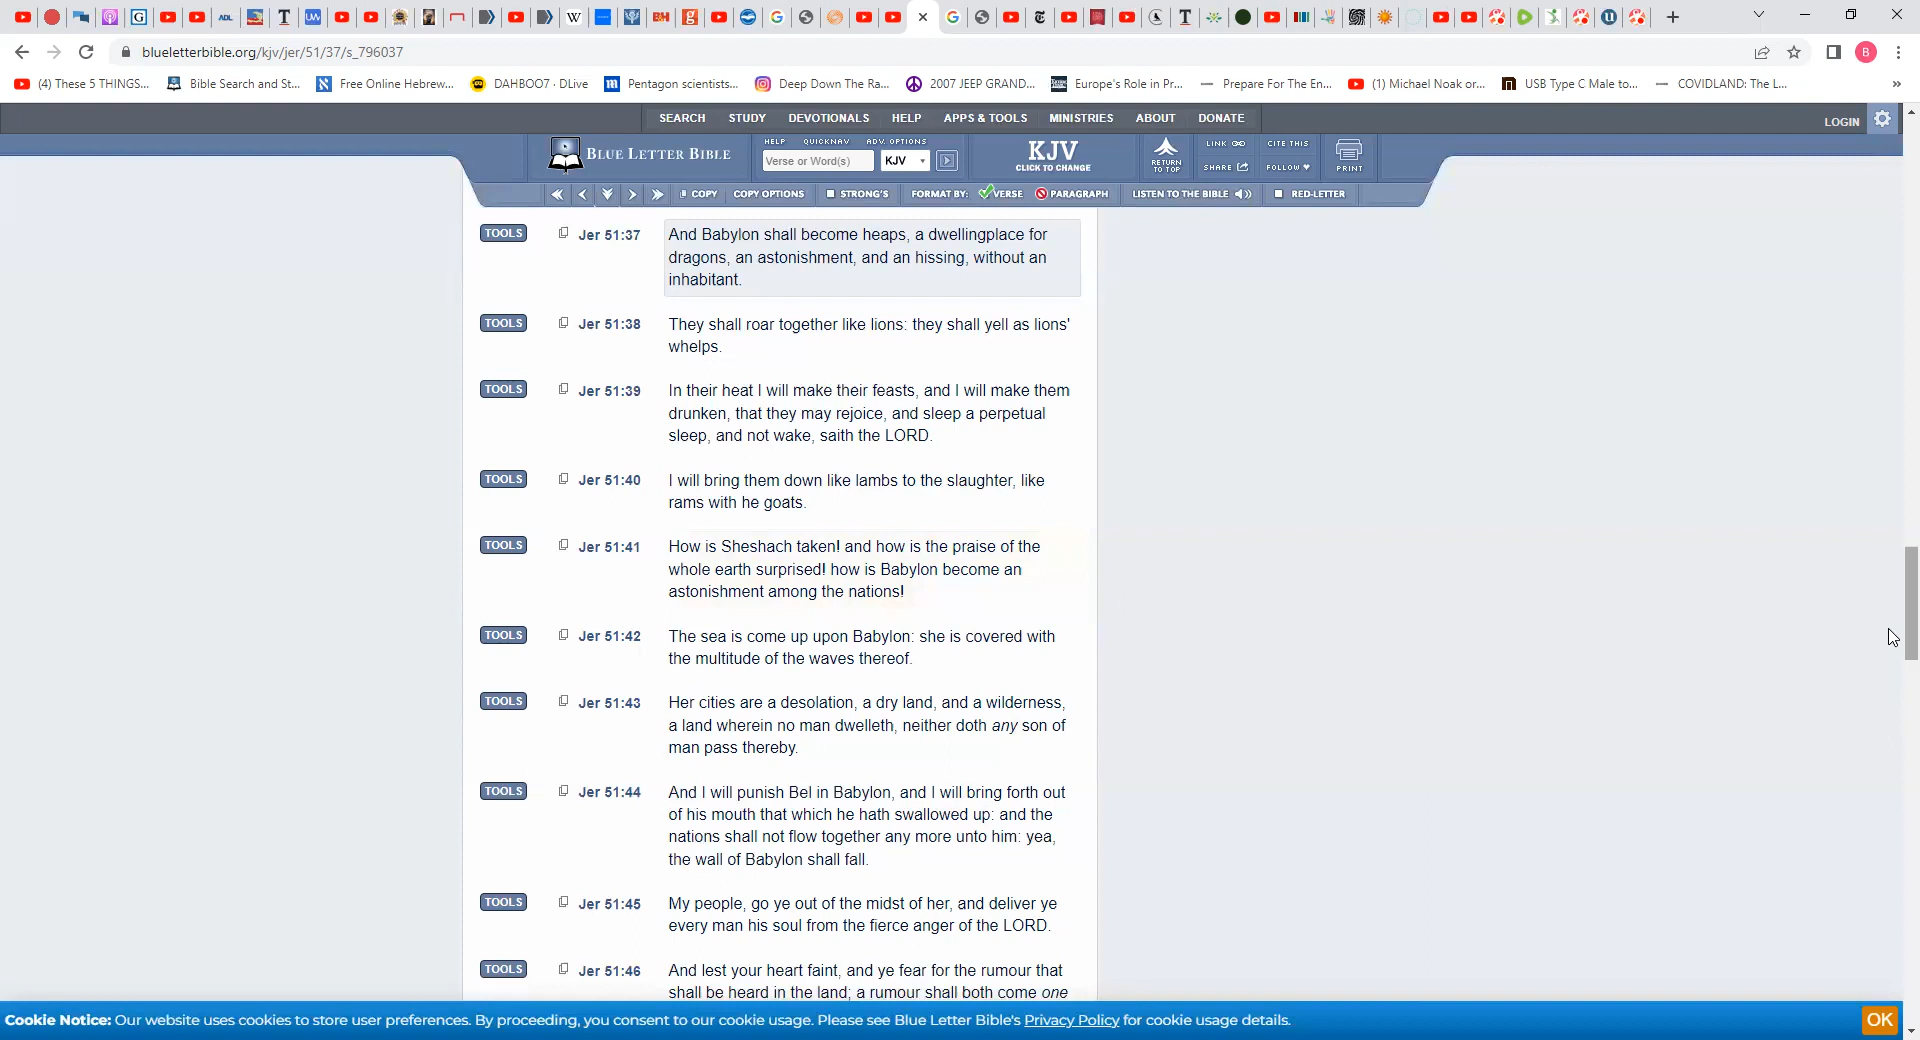 ADL
W
BH
g
G
T
UW
G
T
blueletterbible.org/kjv/jer/51/37/s_796037
B
(4) These 5 THINGS...
Bible Search and St...
Free Online Hebrew...
DAHBOO7 · DLive
Pentagon scientists...
Deep Down The Ra...
2007 JEEP GRAND...
Europe's Role in Pr...
Prepare For The En...
(1) Michael Noak or...
USB Type C Male to...
COVIDLAND: The L...
»
SEARCH STUDY DEVOTIONALS HELP APPS & TOOLS MINISTRIES ABOUT DONATE
LOGIN
BLUE LETTER BIBLE
HELP QUICKNAV ADV. OPTIONS
Verse or Word(s) KJV
KJV
CLICK TO CHANGE
RETURN
TO TOP
LINK
SHARE
CITE THIS
FOLLOW
PRINT
COPY COPY OPTIONS STRONG'S FORMAT BY: VERSE PARAGRAPH LISTEN TO THE BIBLE RED-LETTER
TOOLS Jer 51:37 And Babylon shall become heaps, a dwellingplace for
dragons, an astonishment, and an hissing, without an
inhabitant.
TOOLS Jer 51:38 They shall roar together like lions: they shall yell as lions'
whelps.
TOOLS Jer 51:39 In their heat I will make their feasts, and I will make them
drunken, that they may rejoice, and sleep a perpetual
sleep, and not wake, saith the LORD.
TOOLS Jer 51:40 I will bring them down like lambs to the slaughter, like
rams with he goats.
TOOLS Jer 51:41 How is Sheshach taken! and how is the praise of the
whole earth surprised! how is Babylon become an
astonishment among the nations!
TOOLS Jer 51:42 The sea is come up upon Babylon: she is covered with
the multitude of the waves thereof.
TOOLS Jer 51:43 Her cities are a desolation, a dry land, and a wilderness,
a land wherein no man dwelleth, neither doth any son of
man pass thereby.
TOOLS Jer 51:44 And I will punish Bel in Babylon, and I will bring forth out
of his mouth that which he hath swallowed up: and the
nations shall not flow together any more unto him: yea,
the wall of Babylon shall fall.
TOOLS Jer 51:45 My people, go ye out of the midst of her, and deliver ye
every man his soul from the fierce anger of the LORD.
TOOLS Jer 51:46 And lest your heart faint, and ye fear for the rumour that
shall be heard in the land; a rumour shall both come one
Cookie Notice: Our website uses cookies to store user preferences. By proceeding, you consent to our cookie usage. Please see Blue Letter Bible's Privacy Policy for cookie usage details.
OK